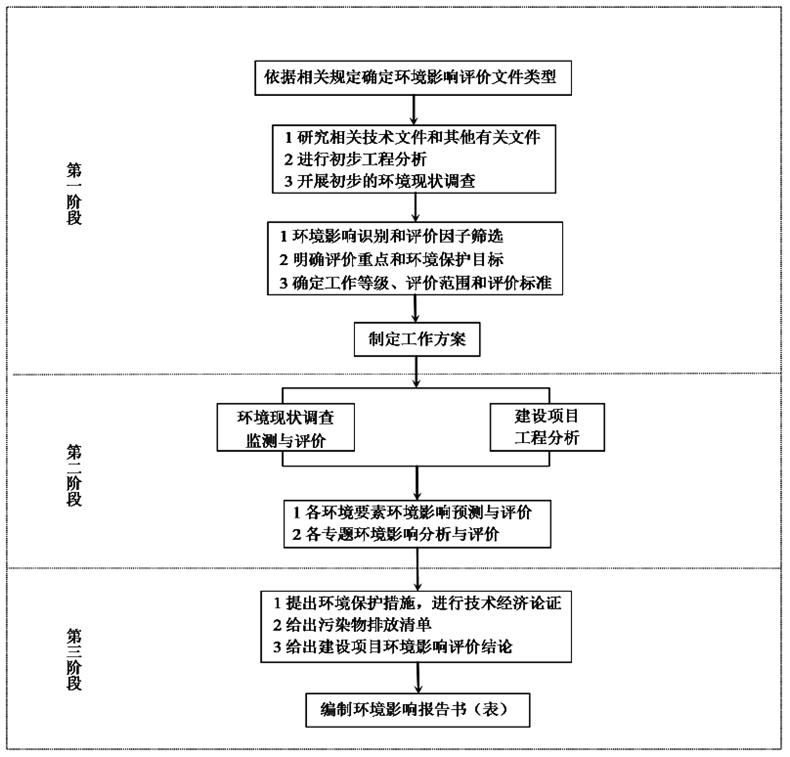 依据相关规定确定环境影响评价文件类型
1 研究相关技术文件和其他有关文件
2 进行初步工程分析
3 开展初步的环境现状调查
第一阶段
1 环境影响识别和评价因子筛选
2 明确评价重点和环境保护目标
3 确定工作等级、评价范围和评价标准
制定工作方案
环境现状调查
监测与评价
建设项目
工程分析
第二阶段
1 各环境要素环境影响预测与评价
2 各专题环境影响分析与评价
1 提出环境保护措施，进行技术经济论证
2 给出污染物排放清单
3 给出建设项目环境影响评价结论
第三阶段
编制环境影响报告书（表）